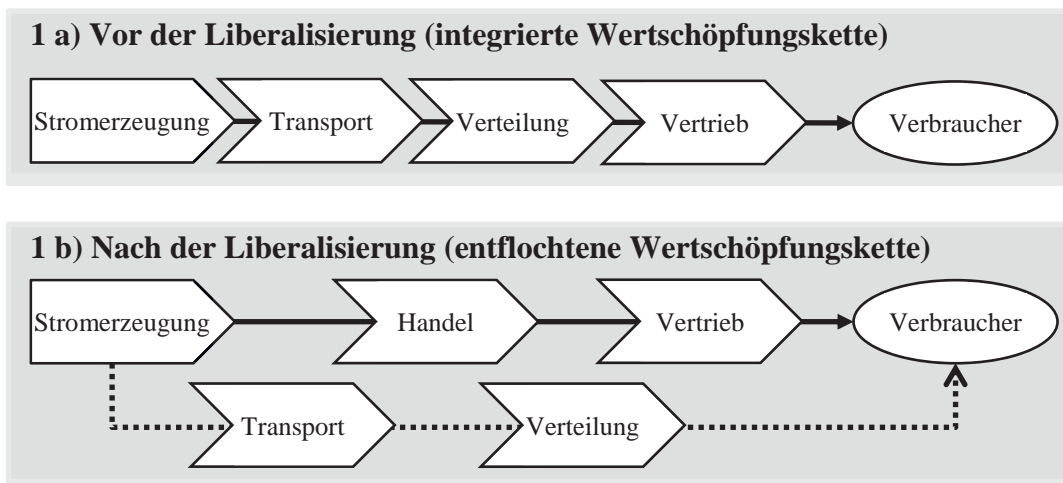 1 a) Vor der Liberalisierung (integrierte Wertschöpfungskette)
Stromerzeugung Transport Verteilung Vertrieb Verbraucher
1 b) Nach der Liberalisierung (entflochtene Wertschöpfungskette)
Stromerzeugung Handel Vertrieb Verbraucher
Transport Verteilung